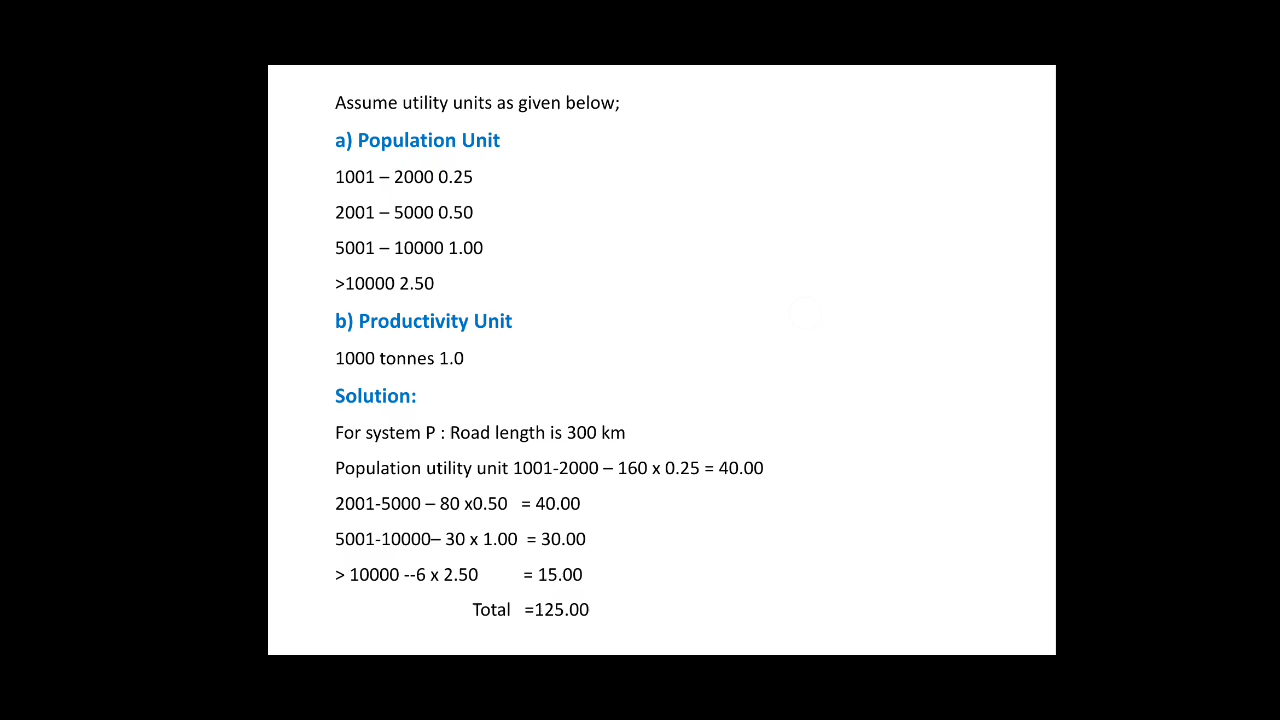 Assume utility units as given below;
a) Population Unit
1001 – 2000 0.25
2001 – 5000 0.50
5001 – 10000 1.00
>10000 2.50
b) Productivity Unit
1000 tonnes 1.0
Solution:
For system P : Road length is 300 km
Population utility unit 1001-2000 – 160 x 0.25 = 40.00
2001-5000 – 80 x0.50 = 40.00
5001-10000– 30 x 1.00 = 30.00
> 10000 --6 x 2.50 = 15.00
Total =125.00